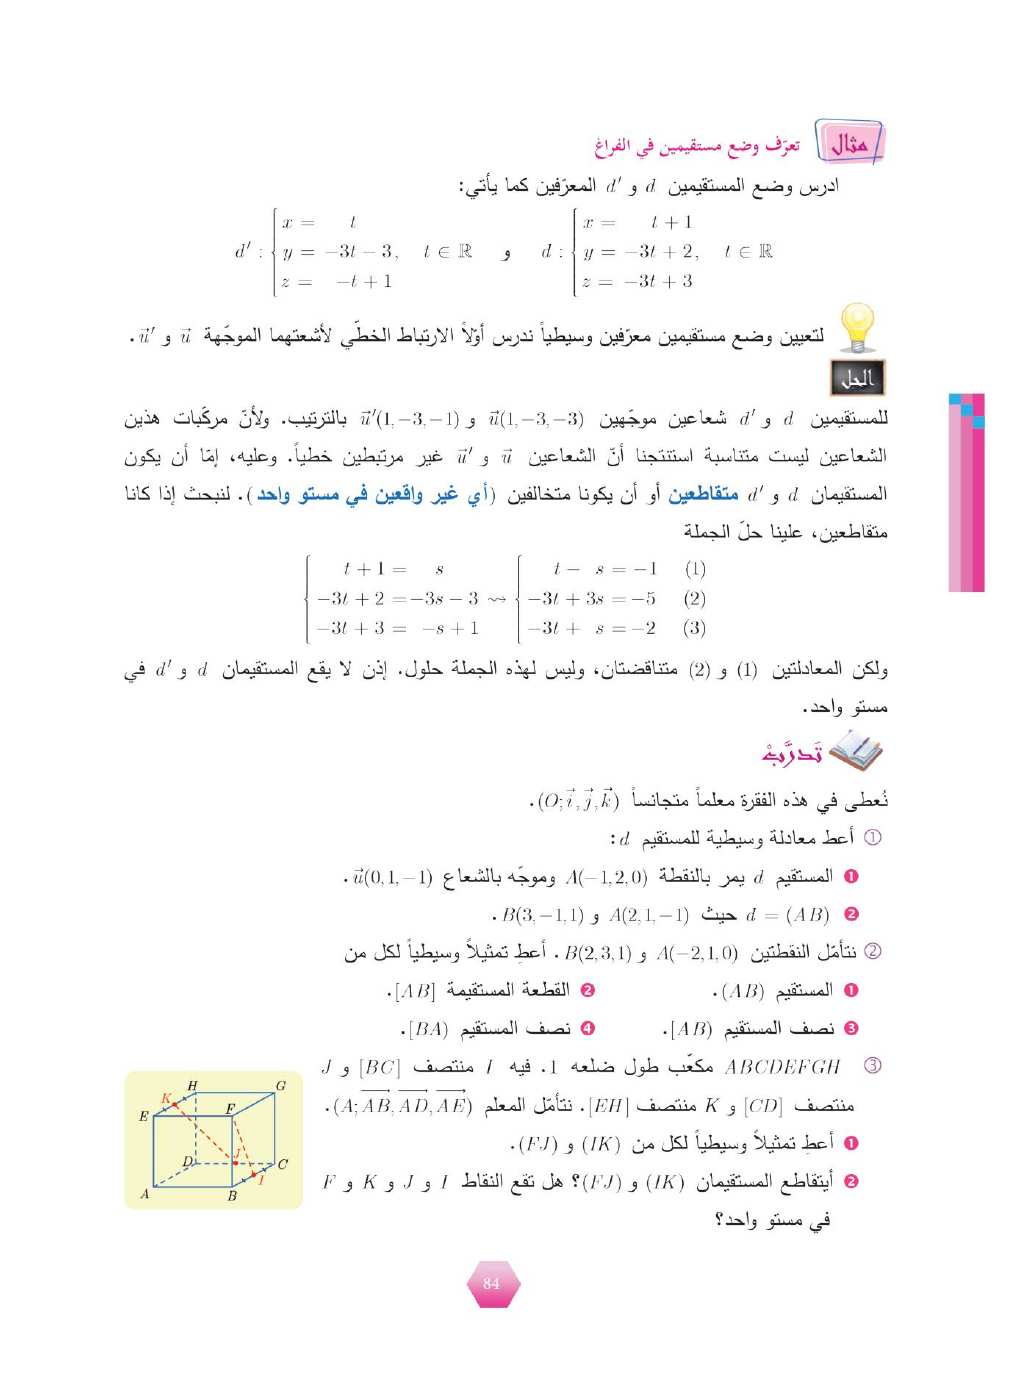 مثال تعرّف وضع مستقيمين في الفراغ
ادرس وضع المستقيمين d و d′ المعرّفين كما يأتي:
d : { x = t + 1 ; y = −3t + 2, t ∈ ℝ ; z = −3t + 3 و d′ : { x = t ; y = −3t − 3, t ∈ ℝ ; z = −t + 1
لتعيين وضع مستقيمين معرّفين وسيطياً ندرس أوّلاً الارتباط الخطّي لأشعتهما الموجّهة u⃗ و u⃗′.
الحل
للمستقيمين d و d′ شعاعين موجّهين u⃗(1,−3,−3) و u⃗′(1,−3,−1) بالترتيب. ولأنّ مركّبات هذين
الشعاعين ليست متناسبة استنتجنا أنّ الشعاعين u⃗ و u⃗′ غير مرتبطين خطياً. وعليه، إمّا أن يكون
المستقيمان d و d′ متقاطعين أو أن يكونا متخالفين (أي غير واقعين في مستو واحد). لنبحث إذا كانا
متقاطعين، علينا حلّ الجملة
t + 1 = s t − s = −1 (1)
−3t + 2 = −3s − 3 ⇝ −3t + 3s = −5 (2)
−3t + 3 = −s + 1 −3t + s = −2 (3)
ولكن المعادلتين (1) و (2) متناقضتان، وليس لهذه الجملة حلول. إذن لا يقع المستقيمان d و d′ في
مستو واحد.
تَدرَّبْ
نُعطى في هذه الفقرة معلماً متجانساً (O; i⃗, j⃗, k⃗).
① أعط معادلة وسيطية للمستقيم d:
❶ المستقيم d يمر بالنقطة A(−1,2,0) وموجّه بالشعاع u⃗(0,1,−1).
❷ d = (AB) حيث A(2,1,−1) و B(3,−1,1).
② نتأمّل النقطتين A(−2,1,0) و B(2,3,1). أعطِ تمثيلاً وسيطياً لكل من
❶ المستقيم (AB). ❷ القطعة المستقيمة [AB].
❸ نصف المستقيم [AB). ❹ نصف المستقيم [BA).
③ ABCDEFGH مكعّب طول ضلعه 1. فيه I منتصف [BC] و J
منتصف [CD] و K منتصف [EH]. نتأمّل المعلم (A; AB⃗, AD⃗, AE⃗).
❶ أعطِ تمثيلاً وسيطياً لكل من (IK) و (FJ).
❷ أيتقاطع المستقيمان (IK) و (FJ)؟ هل تقع النقاط I و J و K و F
في مستو واحد؟
H G
K
E F
D J C
I
A B
84